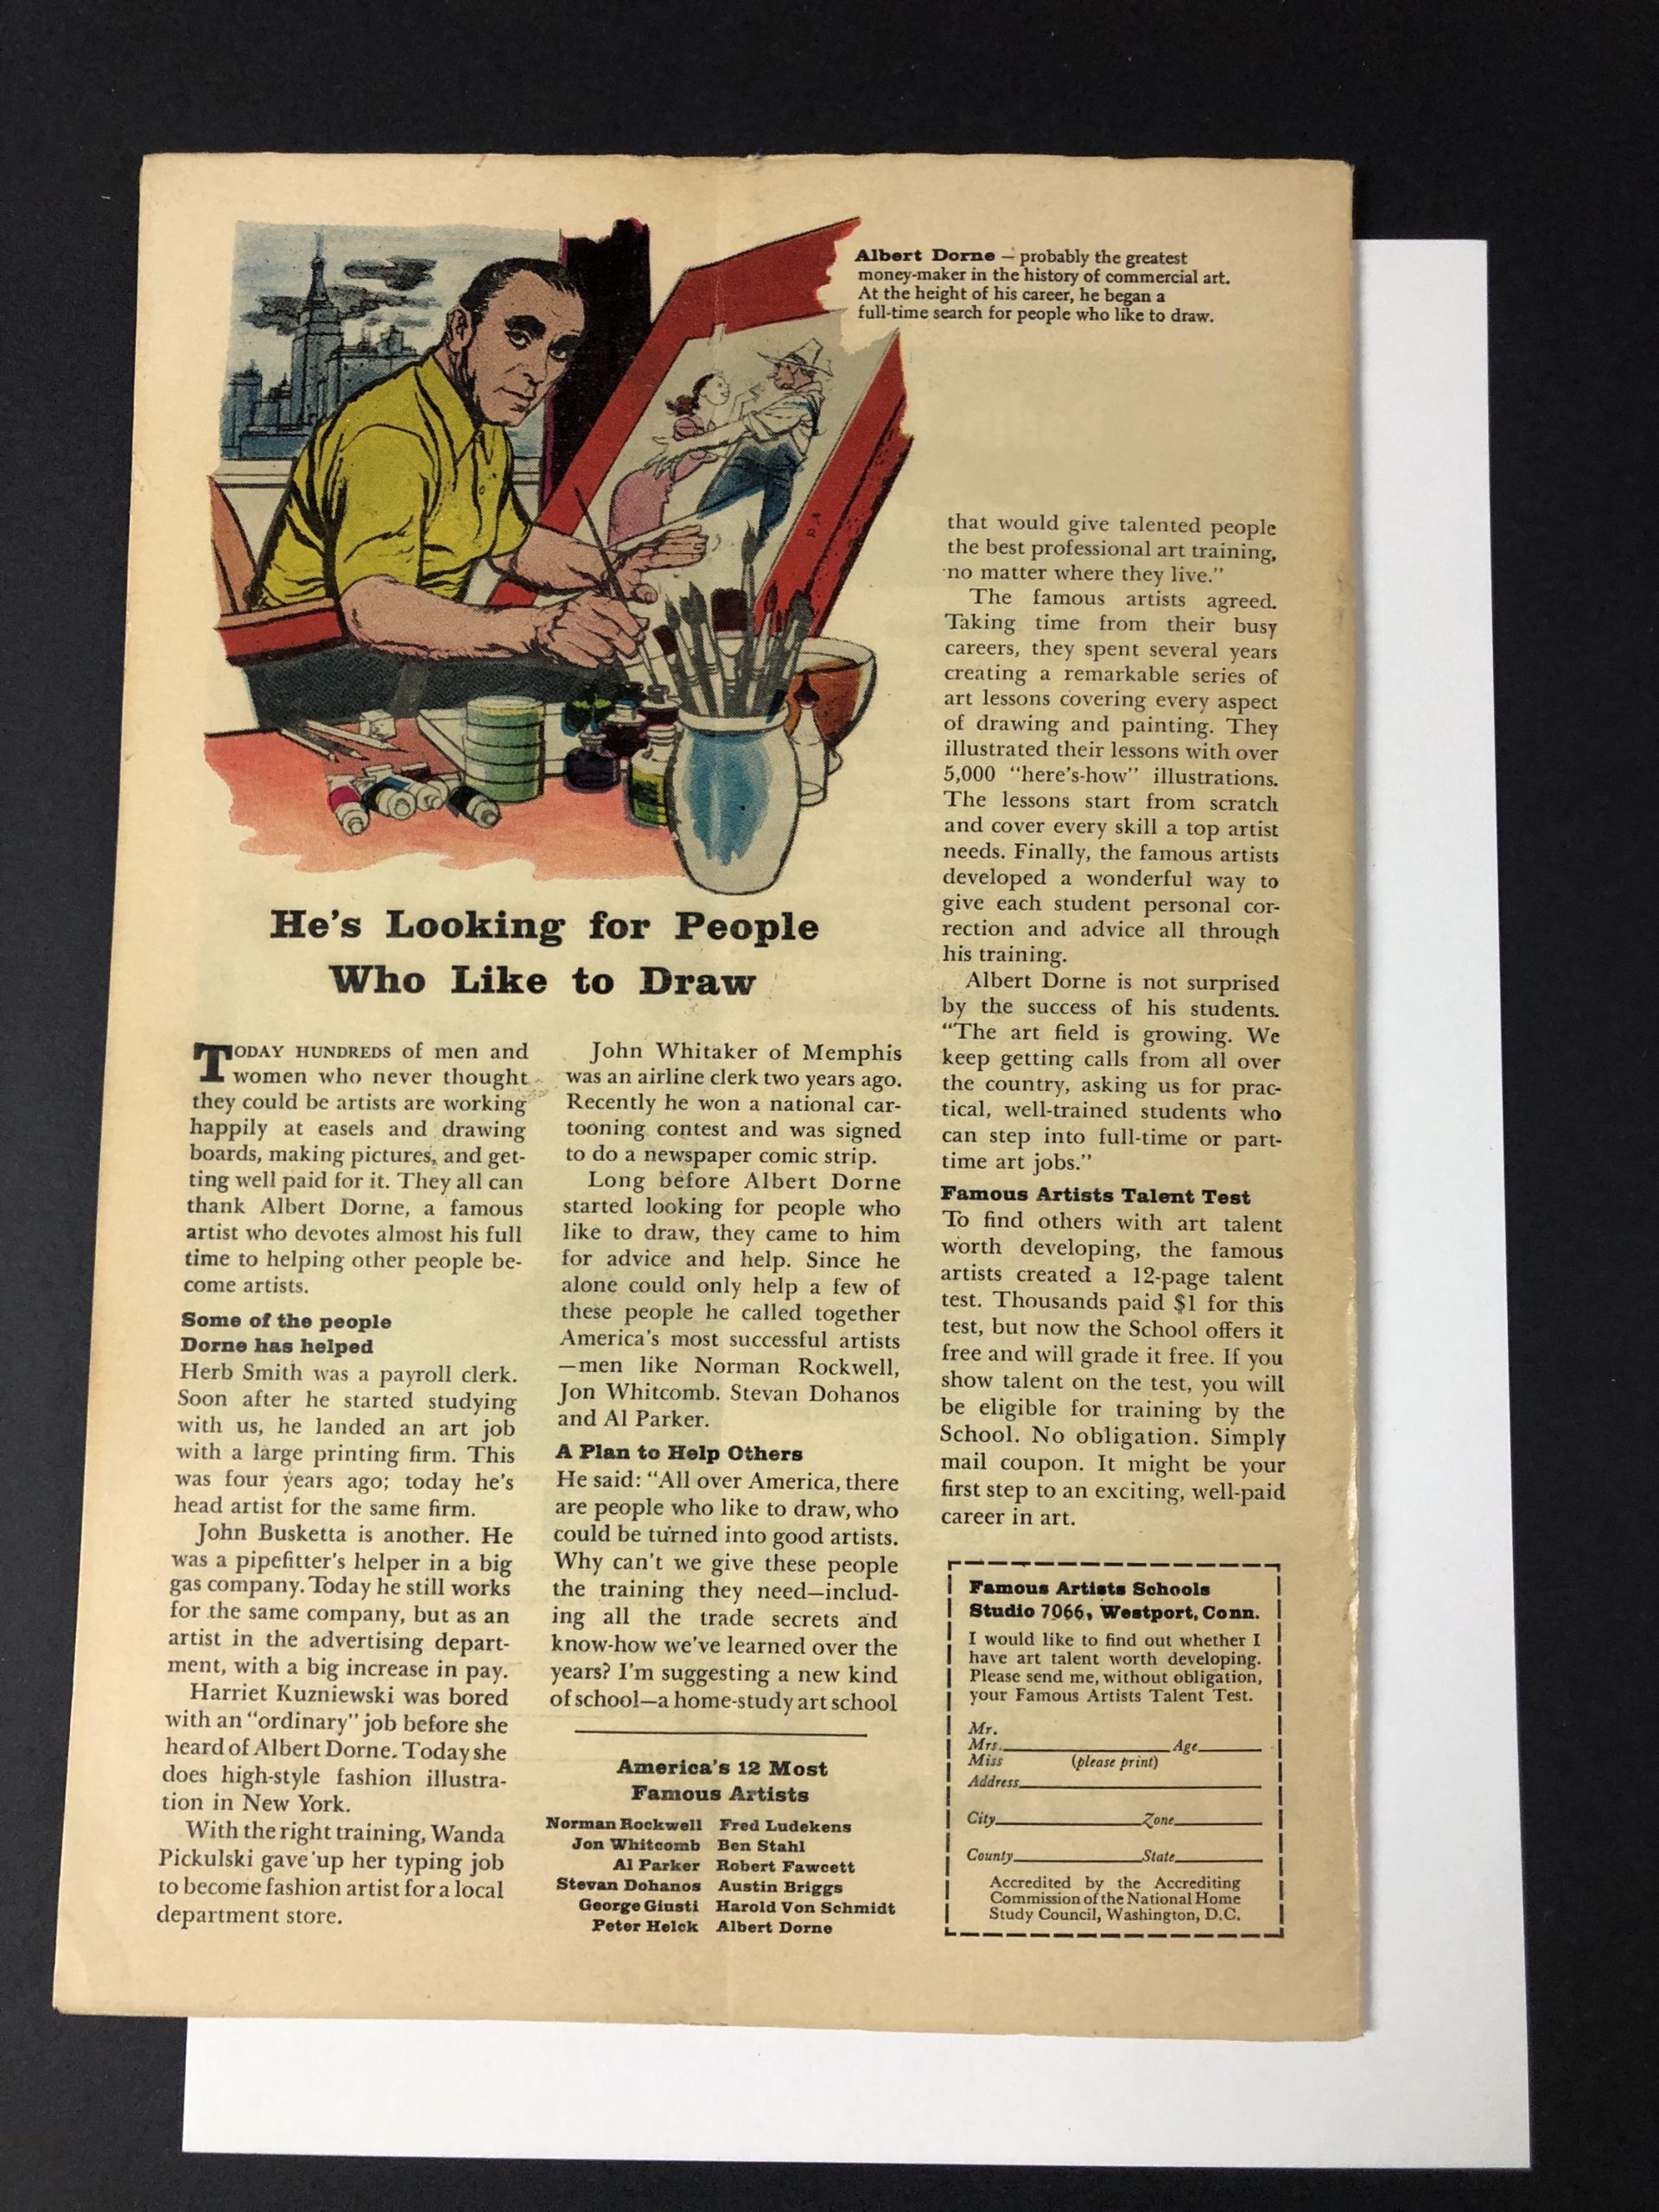 Albert Dorne – probably the greatest
money-maker in the history of commercial art.
At the height of his career, he began a
full-time search for people who like to draw.
D A
He's Looking for People
Who Like to Draw
TODAY HUNDREDS of men and
women who never thought
they could be artists are working
happily at easels and drawing
boards, making pictures, and get-
ting well paid for it. They all can
thank Albert Dorne, a famous
artist who devotes almost his full
time to helping other people be-
come artists.
Some of the people
Dorne has helped
Herb Smith was a payroll clerk.
Soon after he started studying
with us, he landed an art job
with a large printing firm. This
was four years ago; today he's
head artist for the same firm.
John Busketta is another. He
was a pipefitter's helper in a big
gas company. Today he still works
for the same company, but as an
artist in the advertising depart-
ment, with a big increase in pay.
Harriet Kuzniewski was bored
with an "ordinary" job before she
heard of Albert Dorne. Today she
does high-style fashion illustra-
tion in New York.
With the right training, Wanda
Pickulski gave up her typing job
to become fashion artist for a local
department store.
John Whitaker of Memphis
was an airline clerk two years ago.
Recently he won a national car-
tooning contest and was signed
to do a newspaper comic strip.
Long before Albert Dorne
started looking for people who
like to draw, they came to him
for advice and help. Since he
alone could only help a few of
these people he called together
America's most successful artists
—men like Norman Rockwell,
Jon Whitcomb. Stevan Dohanos
and Al Parker.
A Plan to Help Others
He said: "All over America, there
are people who like to draw, who
could be turned into good artists.
Why can't we give these people
the training they need—includ-
ing all the trade secrets and
know-how we've learned over the
years? I'm suggesting a new kind
of school—a home-study art school
America's 12 Most
Famous Artists
Norman Rockwell Fred Ludekens
Jon Whitcomb Ben Stahl
Al Parker Robert Fawcett
Stevan Dohanos Austin Briggs
George Giusti Harold Von Schmidt
Peter Helck Albert Dorne
that would give talented people
the best professional art training,
no matter where they live."
The famous artists agreed.
Taking time from their busy
careers, they spent several years
creating a remarkable series of
art lessons covering every aspect
of drawing and painting. They
illustrated their lessons with over
5,000 "here's-how" illustrations.
The lessons start from scratch
and cover every skill a top artist
needs. Finally, the famous artists
developed a wonderful way to
give each student personal cor-
rection and advice all through
his training.
Albert Dorne is not surprised
by the success of his students.
"The art field is growing. We
keep getting calls from all over
the country, asking us for prac-
tical, well-trained students who
can step into full-time or part-
time art jobs."
Famous Artists Talent Test
To find others with art talent
worth developing, the famous
artists created a 12-page talent
test. Thousands paid $1 for this
test, but now the School offers it
free and will grade it free. If you
show talent on the test, you will
be eligible for training by the
School. No obligation. Simply
mail coupon. It might be your
first step to an exciting, well-paid
career in art.
Famous Artists Schools
Studio 7066, Westport, Conn.
I would like to find out whether I
have art talent worth developing.
Please send me, without obligation,
your Famous Artists Talent Test.
Mr.
Mrs. Age
Miss (please print)
Address
City Zone
County State
Accredited by the Accrediting
Commission of the National Home
Study Council, Washington, D.C.